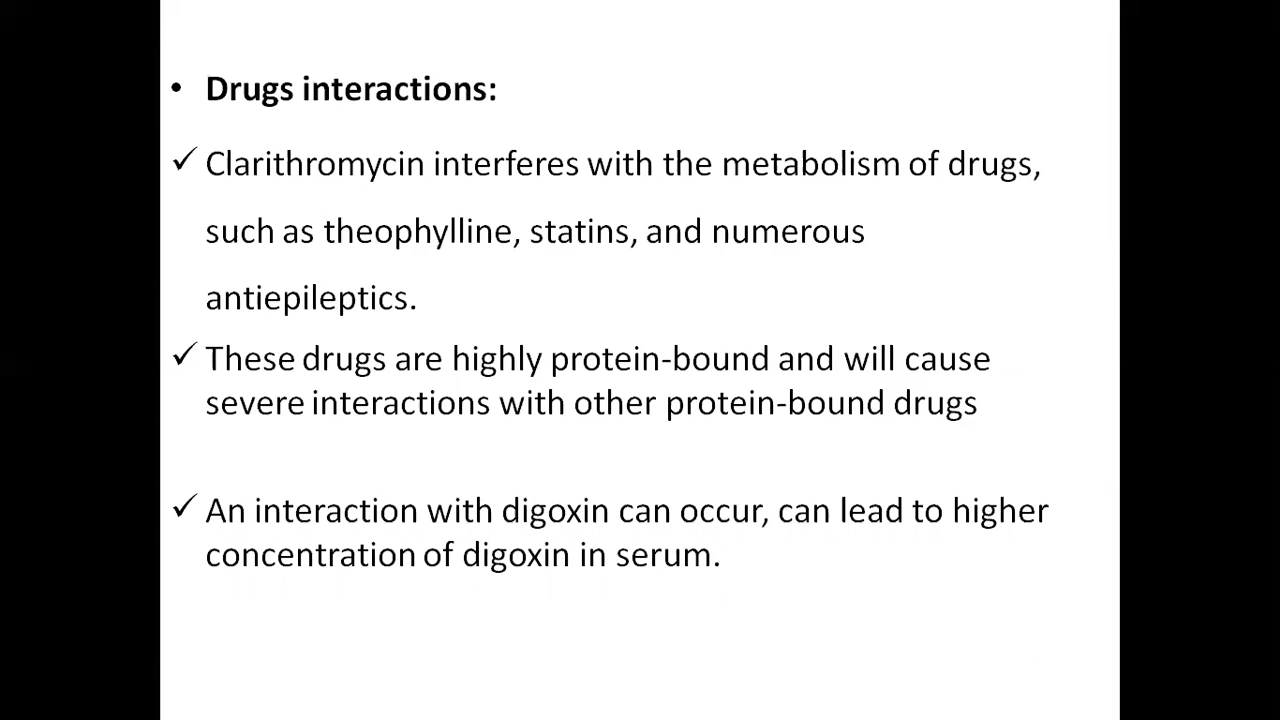 • Drugs interactions:
✓ Clarithromycin interferes with the metabolism of drugs,
such as theophylline, statins, and numerous
antiepileptics.
✓ These drugs are highly protein-bound and will cause
severe interactions with other protein-bound drugs
✓ An interaction with digoxin can occur, can lead to higher
concentration of digoxin in serum.